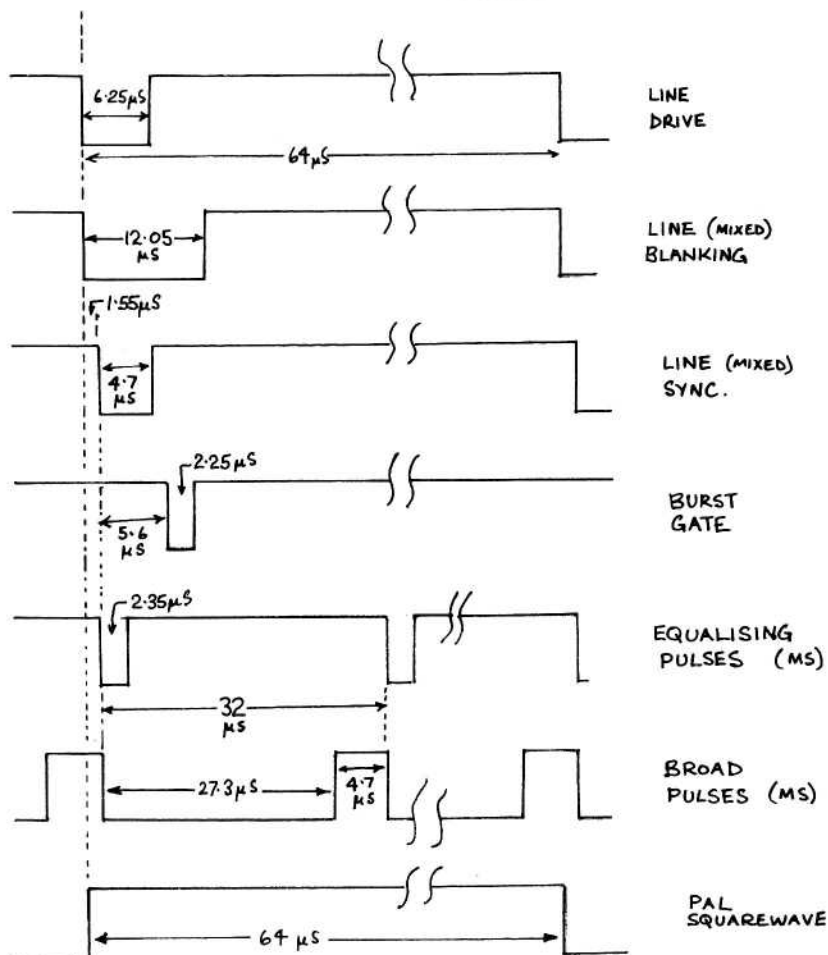 6.25μS
LINE
DRIVE
64μS
12.05
μS
LINE (MIXED)
BLANKING
1.55μS
4.7
μS
LINE (MIXED)
SYNC.
2.25μS
5.6
μS
BURST
GATE
2.35μS
EQUALISING
PULSES (MS)
32
μS
27.3μS
4.7
μS
BROAD
PULSES (MS)
PAL
SQUAREWAVE
64 μS